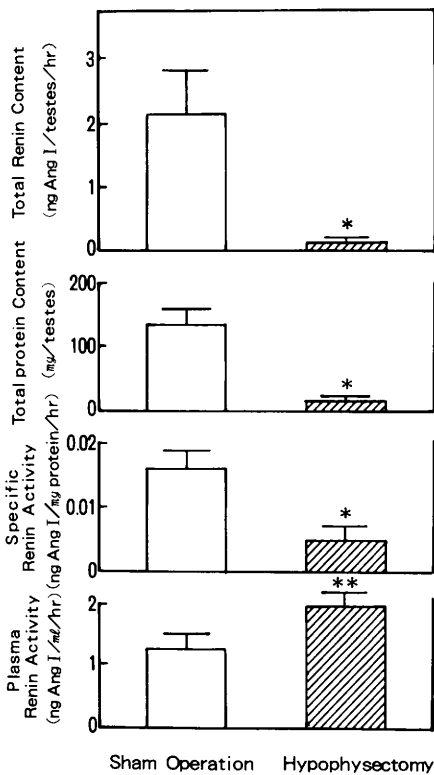 Total Renin Content
(ng Ang I/testes/hr)
3
2
1
0
*
Total protein Content
(mg/testes)
200
100
0
*
Specific
Renin Activity
(ng Ang I/mg protein/hr)
0.02
0.01
0
*
Plasma
Renin Activity
(ng Ang I/ml/hr)
2
1
0
**
Sham Operation Hypophysectomy